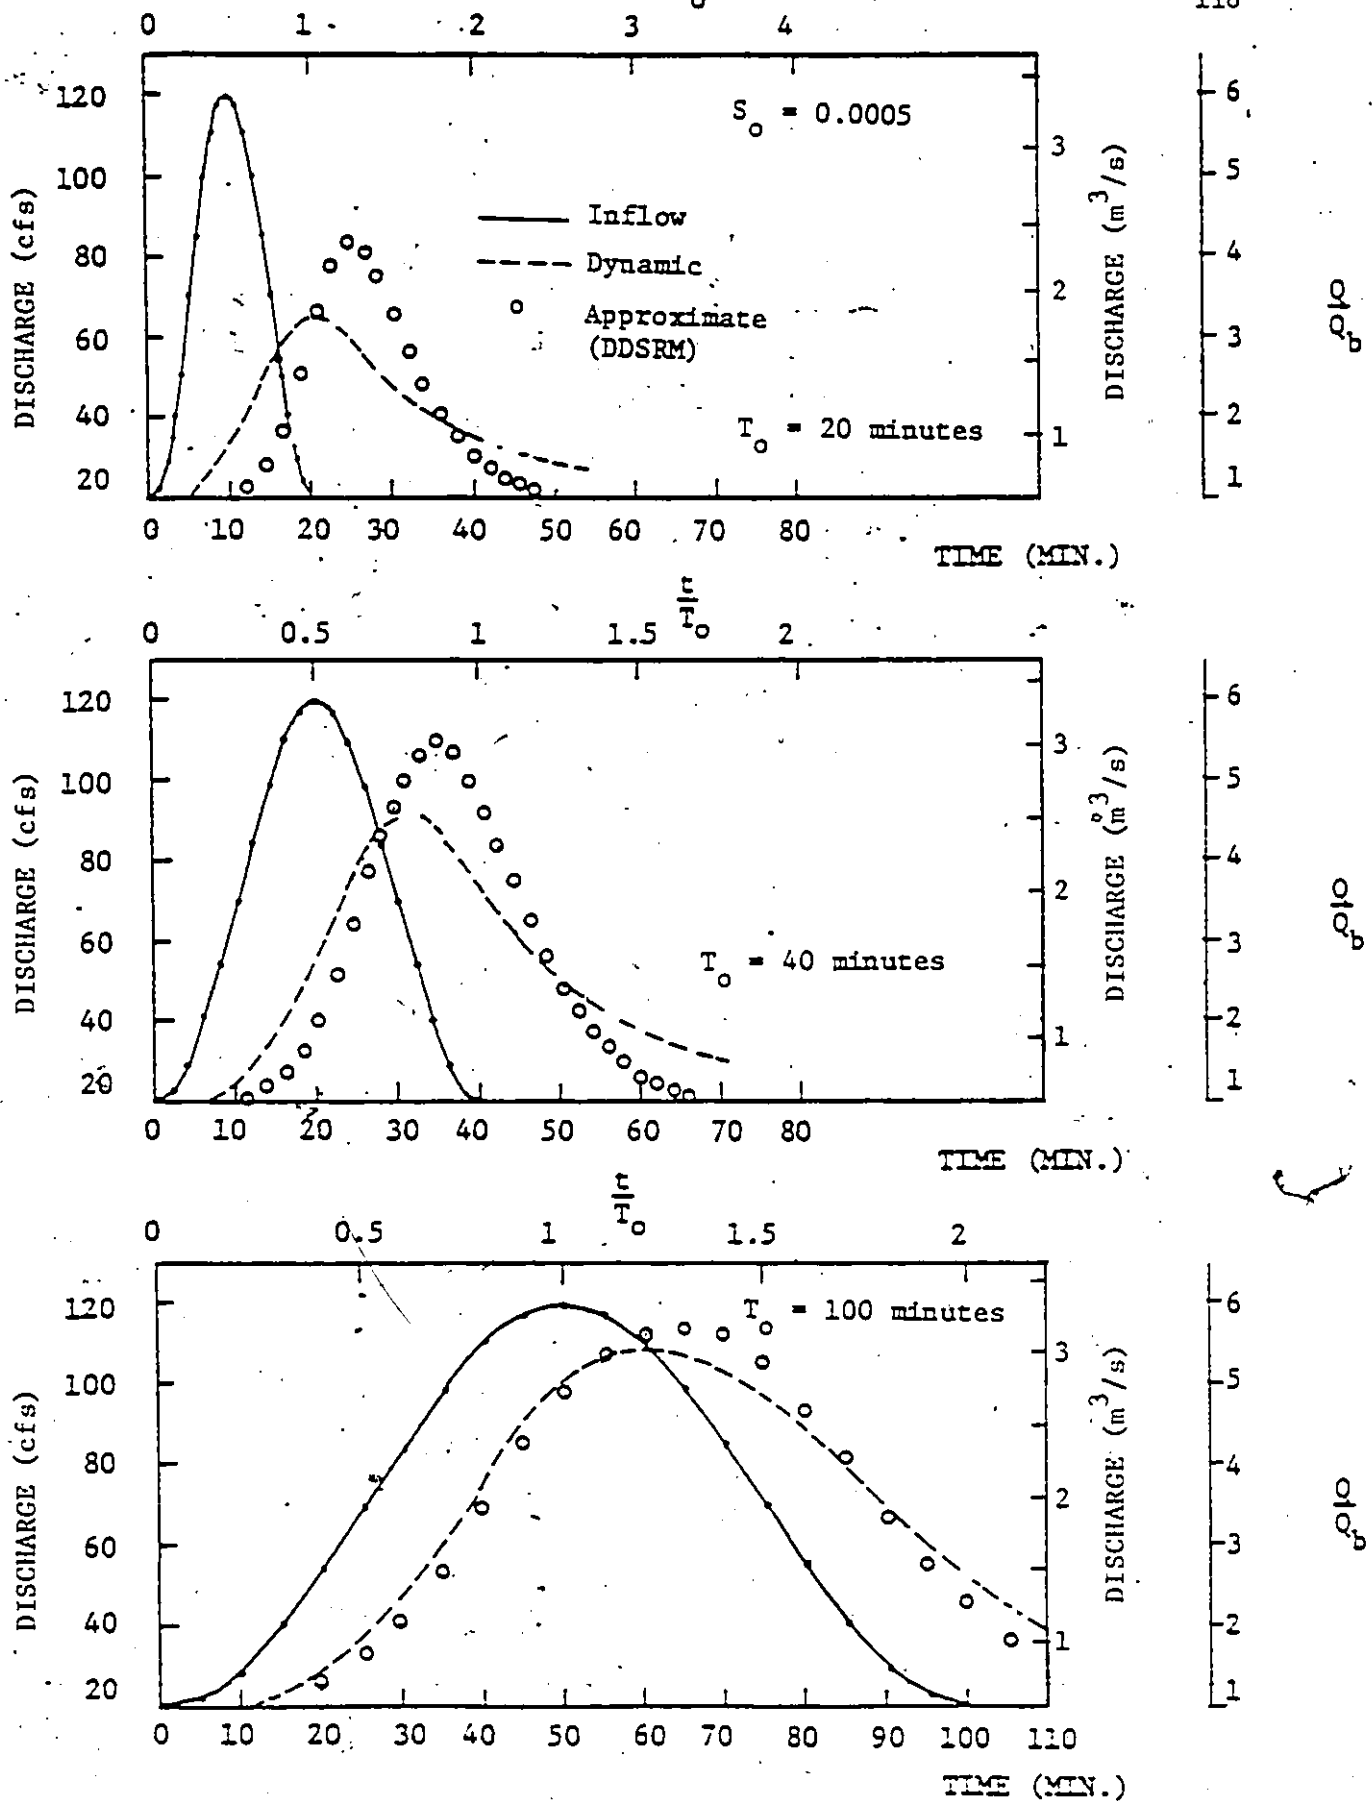 o 118
0 1 2 3 4
120
100
80
60
40
20
DISCHARGE (cfs)
S_o = 0.0005
Inflow
Dynamic
Approximate
(DDSRM)
T_o = 20 minutes
3
2
1
DISCHARGE (m³/s)
6
5
4
3
2
1
Q/Q_b
0 10 20 30 40 50 60 70 80
TIME (MIN.)
t/T_o
0 0.5 1 1.5 2
120
100
80
60
40
20
DISCHARGE (cfs)
T_o = 40 minutes
3
2
1
DISCHARGE (m³/s)
6
5
4
3
2
1
Q/Q_b
0 10 20 30 40 50 60 70 80
TIME (MIN.)
t/T_o
0 0.5 1 1.5 2
120
100
80
60
40
20
DISCHARGE (cfs)
T_o = 100 minutes
3
2
1
DISCHARGE (m³/s)
6
5
4
3
2
1
Q/Q_b
0 10 20 30 40 50 60 70 80 90 100 110
TIME (MIN.)